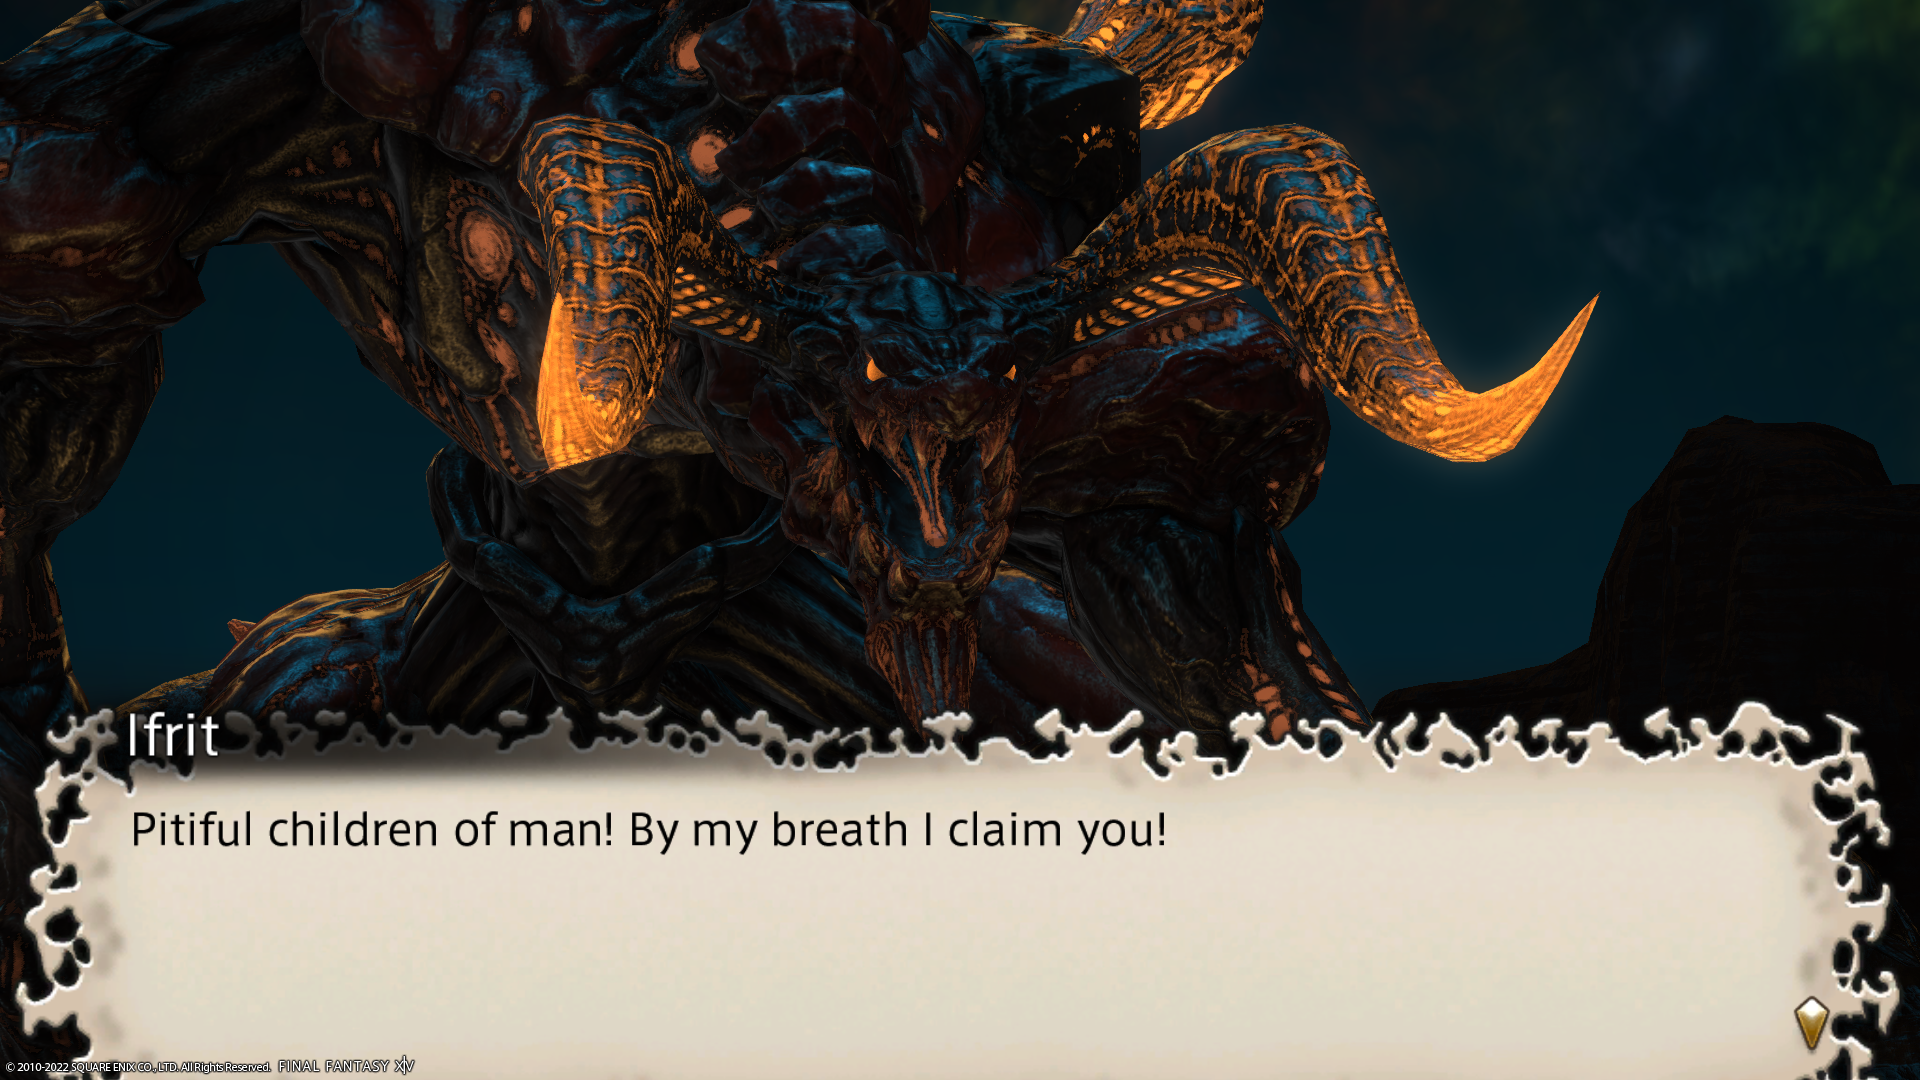 Ifrit
Pitiful children of man! By my breath I claim you!
© 2010-2022 SQUARE ENIX CO., LTD. All Rights Reserved. FINAL FANTASY XIV